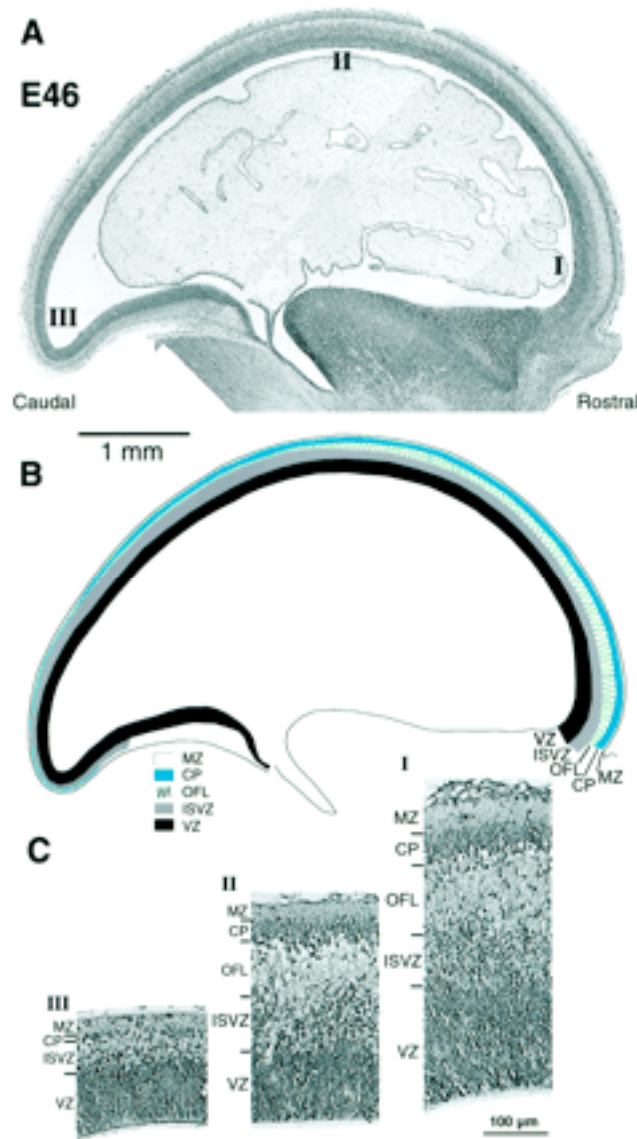 A
E46
II
I
III
Caudal
Rostral
1 mm
B
VZ
ISVZ
OFL
CP
MZ
MZ
CP
OFL
ISVZ
VZ
C
I
MZ
CP
OFL
ISVZ
VZ
II
MZ
CP
OFL
ISVZ
VZ
III
MZ
CP
ISVZ
VZ
100 µm